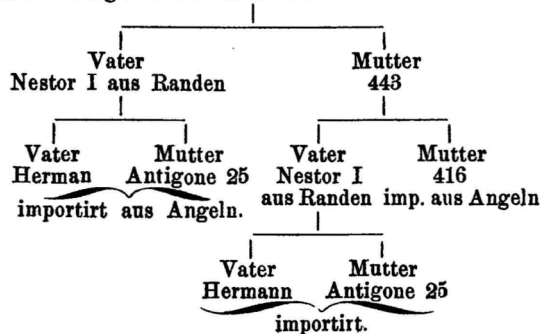 Vater Mutter
Nestor I aus Randen 443
Vater Mutter Vater Mutter
Herman Antigone 25 Nestor I 416
importirt aus Angeln. aus Randen imp. aus Angeln
Vater Mutter
Hermann Antigone 25
importirt.